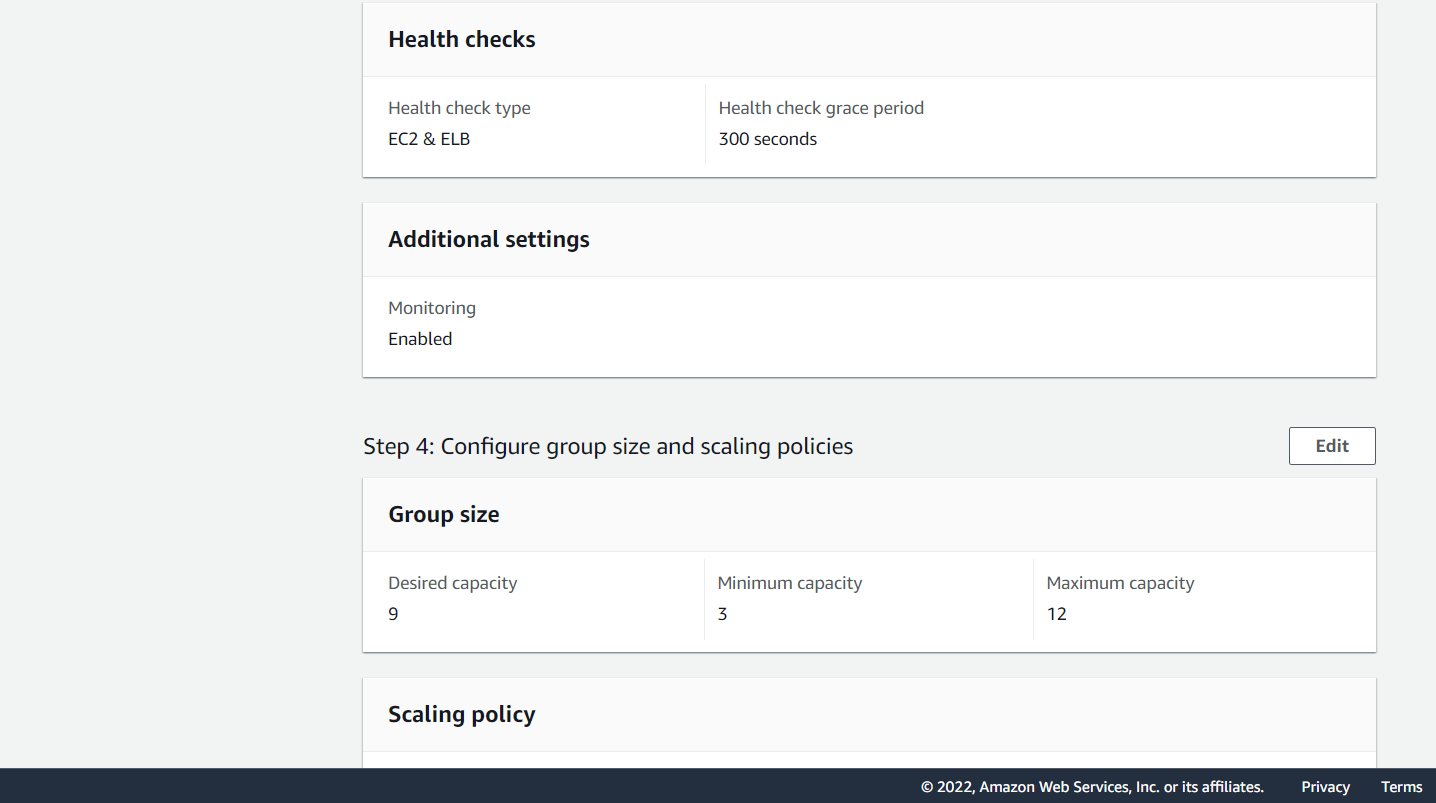 Health checks
Health check type
Health check grace period
EC2 & ELB
300 seconds
Additional settings
Monitoring
Enabled
Step 4: Configure group size and scaling policies
Edit
Group size
Desired capacity
Minimum capacity
Maximum capacity
9
3
12
Scaling policy
© 2022, Amazon Web Services, Inc. or its affiliates.
Privacy
Terms